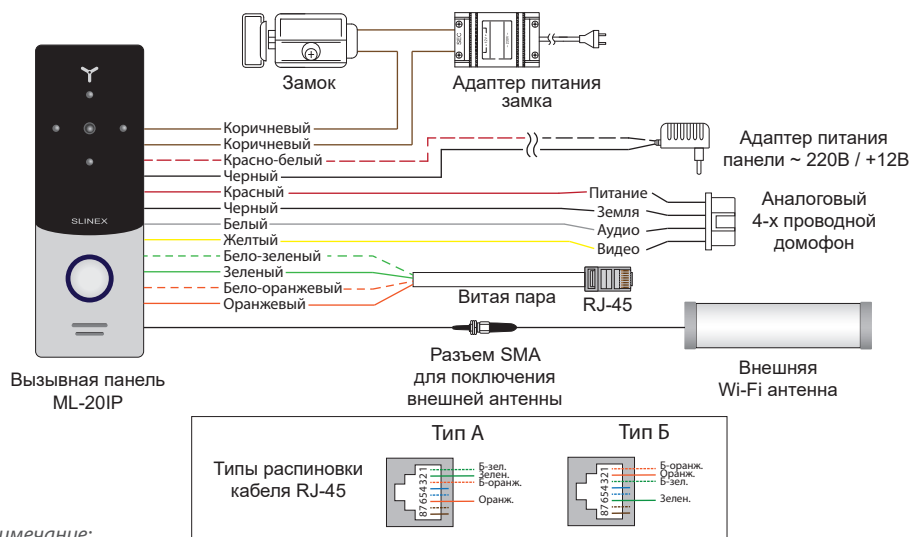 Замок
Адаптер питания
замка
SEC
Коричневый
Коричневый
Красно-белый
Черный
Красный
Черный
Белый
Желтый
Бело-зеленый
Зеленый
Бело-оранжевый
Оранжевый
Адаптер питания
панели ~ 220В / +12В
Питание
Земля
Аудио
Видео
Аналоговый
4-х проводной
домофон
SLINEX
Витая пара
RJ-45
Вызывная панель
ML-20IP
Разъем SMA
для поключения
внешней антенны
Внешняя
Wi-Fi антенна
Типы распиновки
кабеля RJ-45
Тип А
87654321
Б-зел.
Зелен.
Б-оранж.
Оранж.
Тип Б
87654321
Б-оранж.
Оранж.
Б-зел.
Зелен.
имечание: